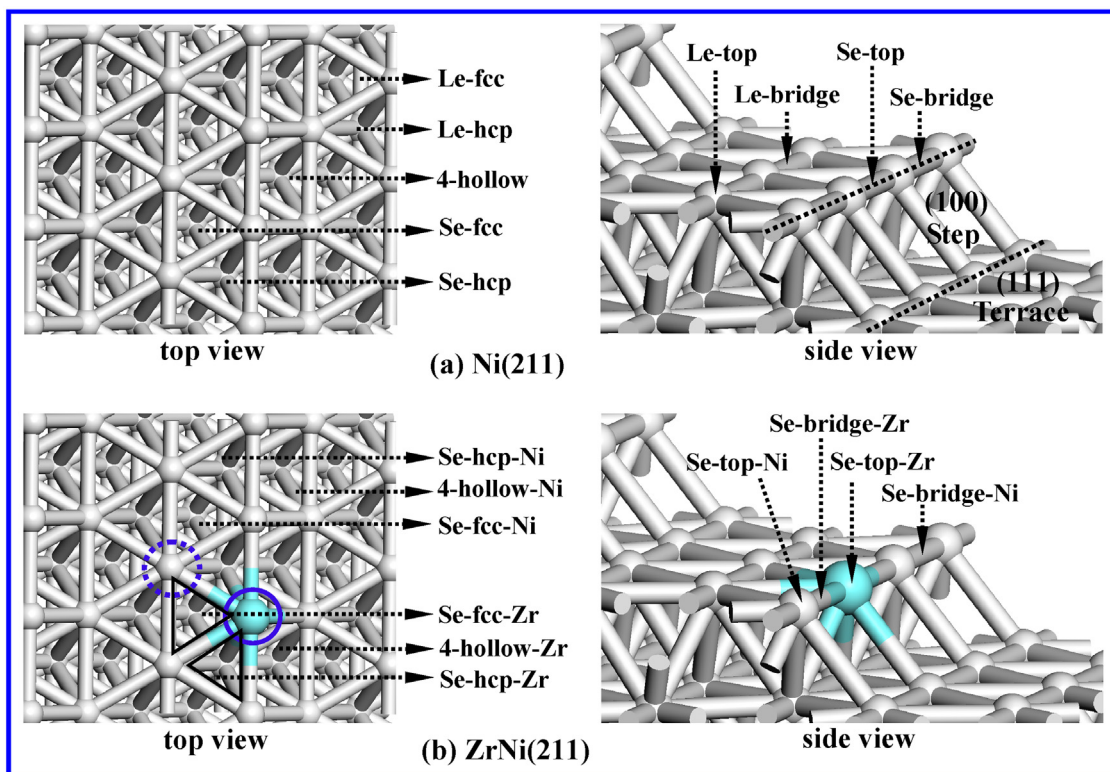 Le-fcc
Le-hcp
4-hollow
Se-fcc
Se-hcp
top view
Le-top
Se-top
Le-bridge
Se-bridge
(100)
Step
(111)
Terrace
side view
(a) Ni(211)
Se-hcp-Ni
4-hollow-Ni
Se-fcc-Ni
Se-fcc-Zr
4-hollow-Zr
Se-hcp-Zr
top view
Se-bridge-Zr
Se-top-Ni
Se-top-Zr
Se-bridge-Ni
side view
(b) ZrNi(211)